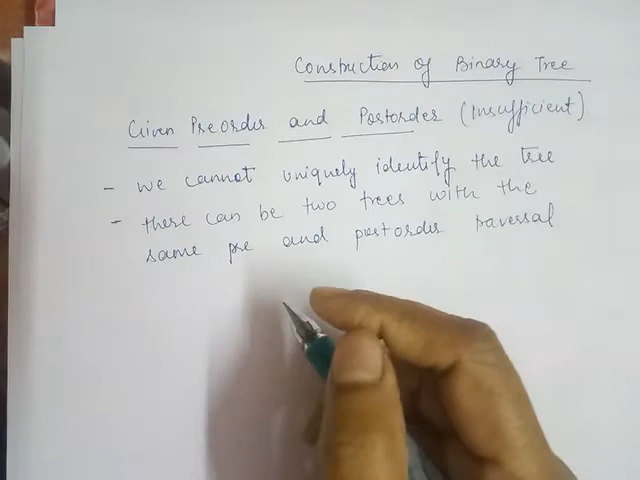 Construction of Binary Tree
Given Preorder and Postorder (Insufficient)
- we cannot uniquely identify the tree
- there can be two trees with the
same pre and postorder traversal